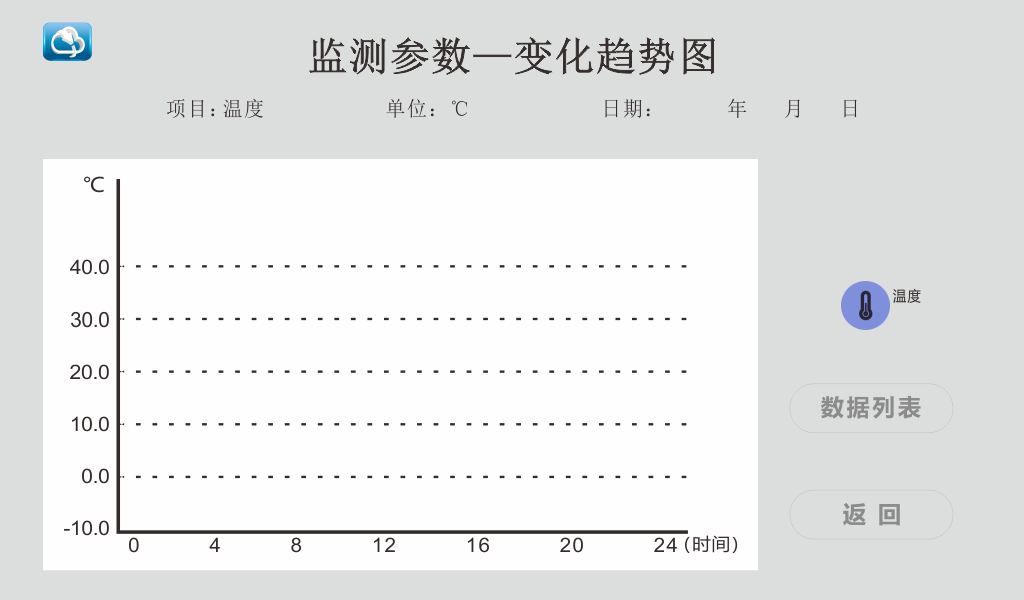 监测参数—变化趋势图
项目：温度 单位：℃ 日期： 年 月 日
℃
40.0
30.0
20.0
10.0
0.0
-10.0
0 4 8 12 16 20 24（时间）
温度
数据列表
返 回